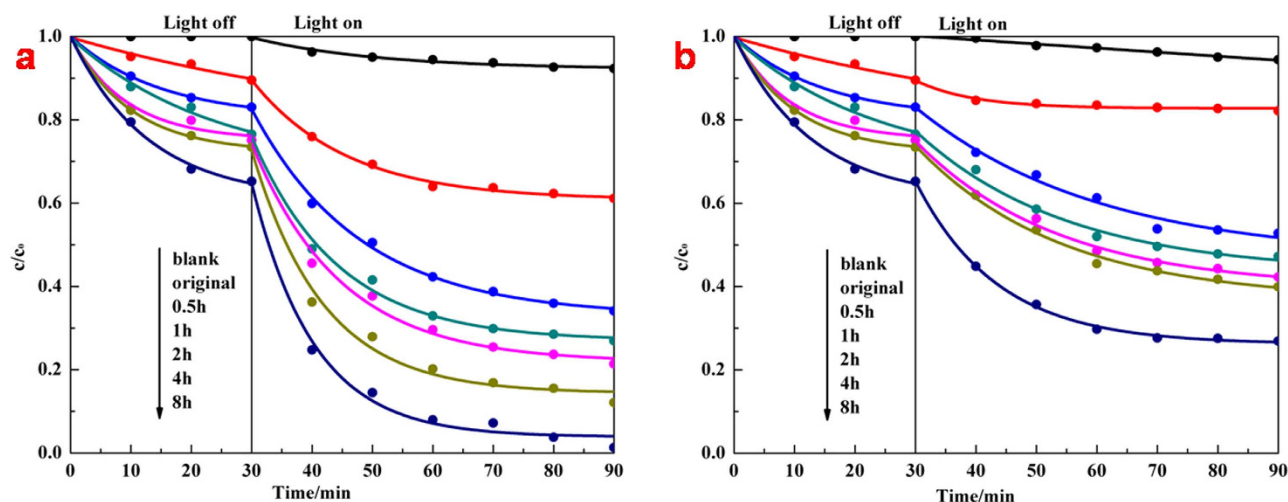 Light off Light on
a
1.0
0.8
0.6
0.4
0.2
0.0
c/c₀
blank
original
0.5h
1h
2h
4h
8h
0 10 20 30 40 50 60 70 80 90
Time/min
Light off Light on
b
1.0
0.8
0.6
0.4
0.2
0.0
c/c₀
blank
original
0.5h
1h
2h
4h
8h
0 10 20 30 40 50 60 70 80 90
Time/min